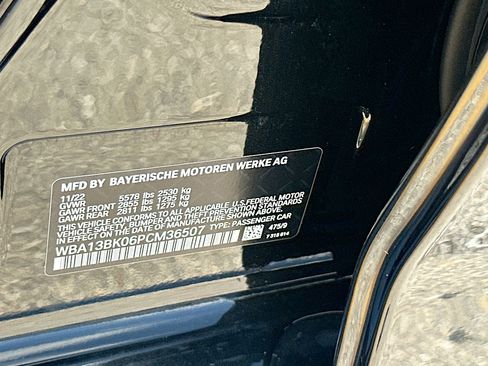 MFD BY BAYERISCHE MOTOREN WERKE AG
11/22
GVWR 5578 lbs 2530 kg
GAWR FRONT 2855 lbs 1295 kg
GAWR REAR 2811 lbs 1275 kg
THIS VEHICLE CONFORMS TO ALL APPLICABLE U.S. FEDERAL MOTOR
VEHICLE SAFETY, BUMPER, AND THEFT PREVENTION STANDARDS
IN EFFECT ON THE DATE OF MANUFACTURE SHOWN ABOVE.
WBA13BK06PCM36507 TYPE: PASSENGER CAR
475/9